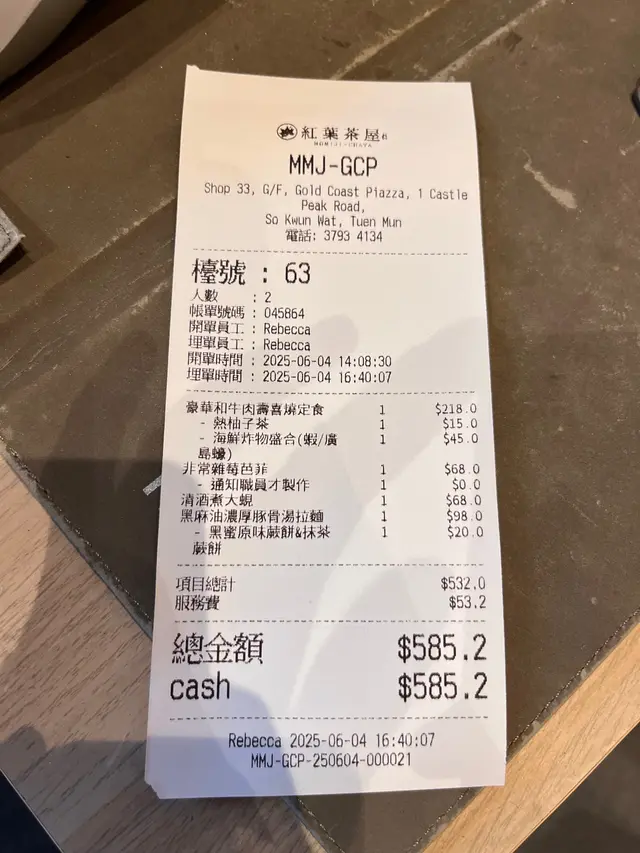 紅葉茶屋
MOMIJI-CHAYA
MMJ-GCP
Shop 33, G/F, Gold Coast Piazza, 1 Castle
Peak Road,
So Kwun Wat, Tuen Mun
電話: 3793 4134
檯號 : 63
人數 : 2
帳單號碼 : 045864
開單員工 : Rebecca
埋單員工 : Rebecca
開單時間 : 2025-06-04 14:08:30
埋單時間 : 2025-06-04 16:40:07
豪華和牛肉壽喜燒定食 1 $218.0
- 熱柚子茶 1 $15.0
- 海鮮炸物盛合(蝦/廣 1 $45.0
島蠔)
非常雜莓芭菲 1 $68.0
- 通知職員才製作 1 $0.0
清酒煮大蜆 1 $68.0
黑麻油濃厚豚骨湯拉麵 1 $98.0
- 黑蜜原味蕨餅&抹茶 1 $20.0
蕨餅
項目總計 $532.0
服務費 $53.2
總金額 $585.2
cash $585.2
Rebecca 2025-06-04 16:40:07
MMJ-GCP-250604-000021